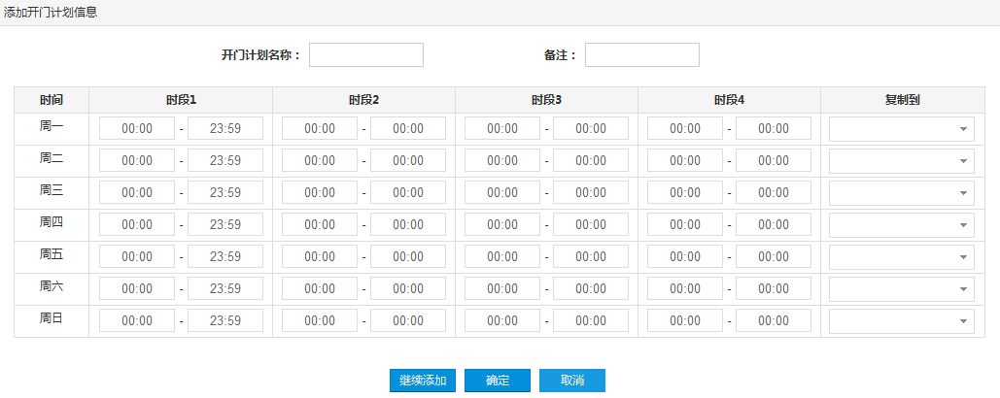 添加开门计划信息
开门计划名称： 备注：
时间 时段1 时段2 时段3 时段4 复制到
周一 00:00 - 23:59 00:00 - 00:00 00:00 - 00:00 00:00 - 00:00
周二 00:00 - 23:59 00:00 - 00:00 00:00 - 00:00 00:00 - 00:00
周三 00:00 - 23:59 00:00 - 00:00 00:00 - 00:00 00:00 - 00:00
周四 00:00 - 23:59 00:00 - 00:00 00:00 - 00:00 00:00 - 00:00
周五 00:00 - 23:59 00:00 - 00:00 00:00 - 00:00 00:00 - 00:00
周六 00:00 - 23:59 00:00 - 00:00 00:00 - 00:00 00:00 - 00:00
周日 00:00 - 23:59 00:00 - 00:00 00:00 - 00:00 00:00 - 00:00
继续添加 确定 取消